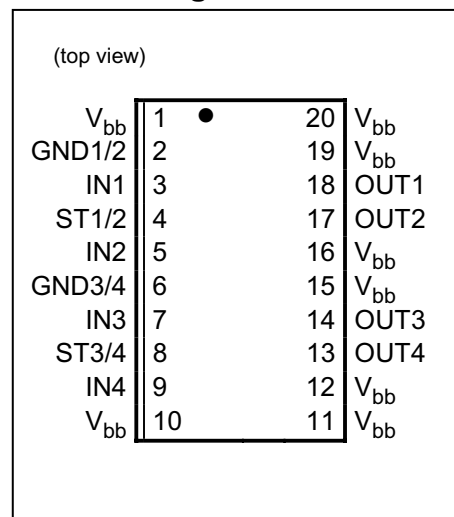 (top view)
Vbb 1 20 Vbb
GND1/2 2 19 Vbb
IN1 3 18 OUT1
ST1/2 4 17 OUT2
IN2 5 16 Vbb
GND3/4 6 15 Vbb
IN3 7 14 OUT3
ST3/4 8 13 OUT4
IN4 9 12 Vbb
Vbb 10 11 Vbb